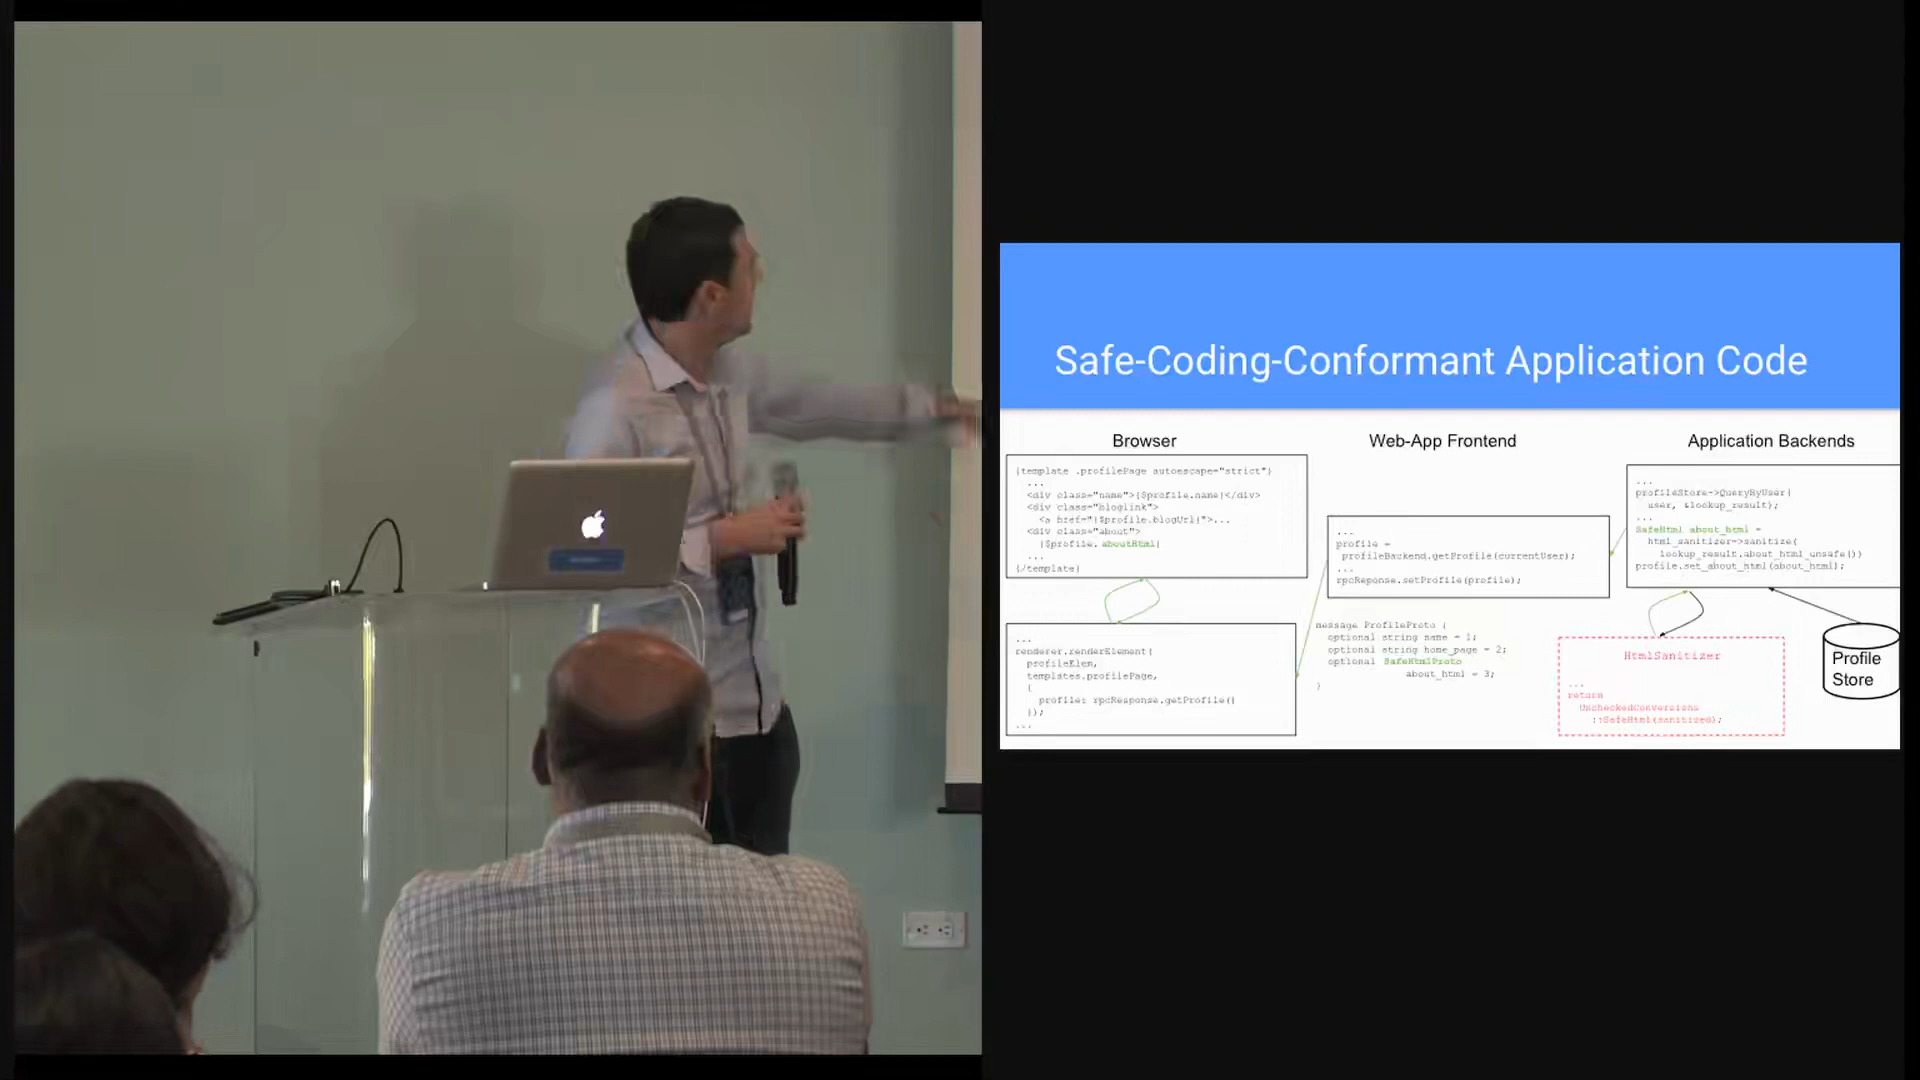 Safe-Coding-Conformant Application Code
Browser
{template .profilePage autoescape="strict"}
...
<div class="name">{$profile.name}</div>
<div class="bloglink">
<a href="{$profile.blogUrl}">...
<div class="about">
{$profile.aboutHtml}
...
{/template}
...
renderer.renderElement(
profileElem,
templates.profilePage,
{
profile: rpcResponse.getProfile()
});
...
Web-App Frontend
...
profile =
profileBackend.getProfile(currentUser);
...
rpcReponse.setProfile(profile);
message ProfileProto {
optional string name = 1;
optional string home_page = 2;
optional SafeHtmlProto
about_html = 3;
}
Application Backends
...
profileStore->QueryByUser(
user, &lookup_result);
...
SafeHtml about_html =
html_sanitizer->sanitize(
lookup_result.about_html_unsafe())
profile.set_about_html(about_html);
HtmlSanitizer
...
return
UncheckedConversions
::SafeHtml(sanitized);
Profile
Store